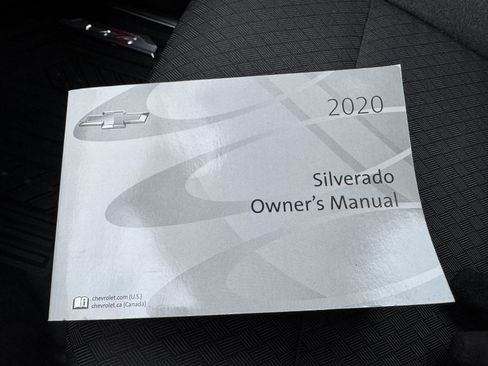 2020
Silverado
Owner's Manual
chevrolet.com (U.S.)
chevrolet.ca (Canada)